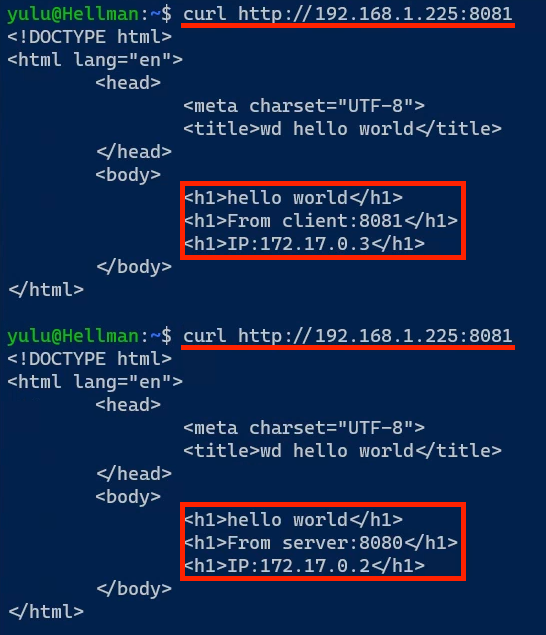 yulu@Hellman:~$ curl http://192.168.1.225:8081
<!DOCTYPE html>
<html lang="en">
<head>
<meta charset="UTF-8">
<title>wd hello world</title>
</head>
<body>
<h1>hello world</h1>
<h1>From client:8081</h1>
<h1>IP:172.17.0.3</h1>
</body>
</html>
yulu@Hellman:~$ curl http://192.168.1.225:8081
<!DOCTYPE html>
<html lang="en">
<head>
<meta charset="UTF-8">
<title>wd hello world</title>
</head>
<body>
<h1>hello world</h1>
<h1>From server:8080</h1>
<h1>IP:172.17.0.2</h1>
</body>
</html>